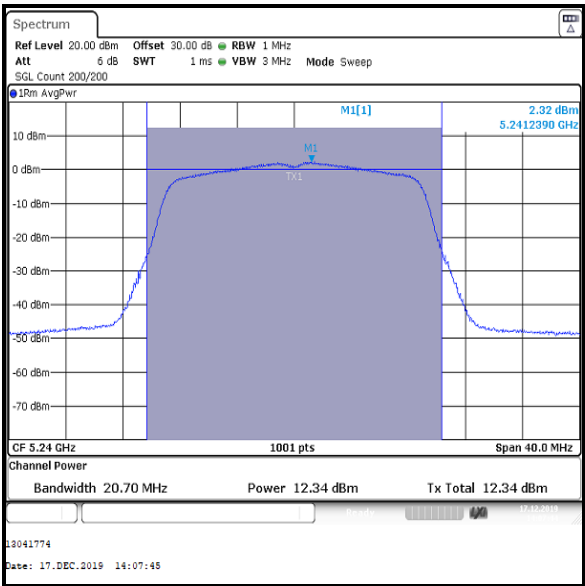 Spectrum
Ref Level 20.00 dBm Offset 30.00 dB RBW 1 MHz
Att 6 dB SWT 1 ms VBW 3 MHz Mode Sweep
SGL Count 200/200
1Rm AvgPwr
M1[1] 2.32 dBm
5.2412390 GHz
10 dBm
M1
0 dBm
TX1
-10 dBm
-20 dBm
-30 dBm
-40 dBm
-50 dBm
-60 dBm
-70 dBm
CF 5.24 GHz 1001 pts Span 40.0 MHz
Channel Power
Bandwidth 20.70 MHz Power 12.34 dBm Tx Total 12.34 dBm
Ready 17.12.2019
13041774
Date: 17.DEC.2019 14:07:45